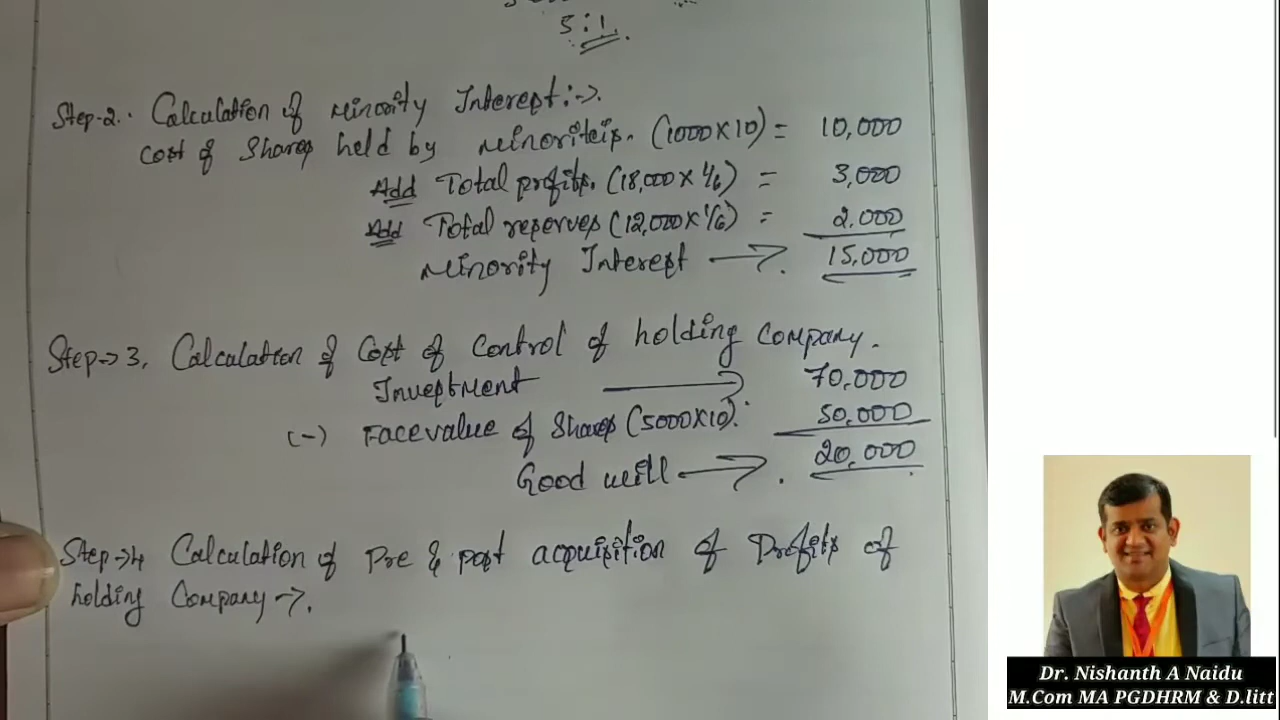 5:1.
Step-2.. Calculation of Minority Interest:->.
Cost of Shares held by Minorities. (1000X10) = 10,000
Add Total profits. (18,000 X 1/6) = 3,000
Add Total reserves (12,000 X 1/6) = 2,000
Minority Interest → . 15,000
Step→3, Calculation of Cost of Control of holding Company.
Investment → 70,000
(-) Facevalue of Shares (5000X10). 50,000
Good will → . 20,000
Step→4 Calculation of Pre & post acquisition of Profits of
holding Company→.
Dr. Nishanth A Naidu
M.Com MA PGDHRM & D.litt